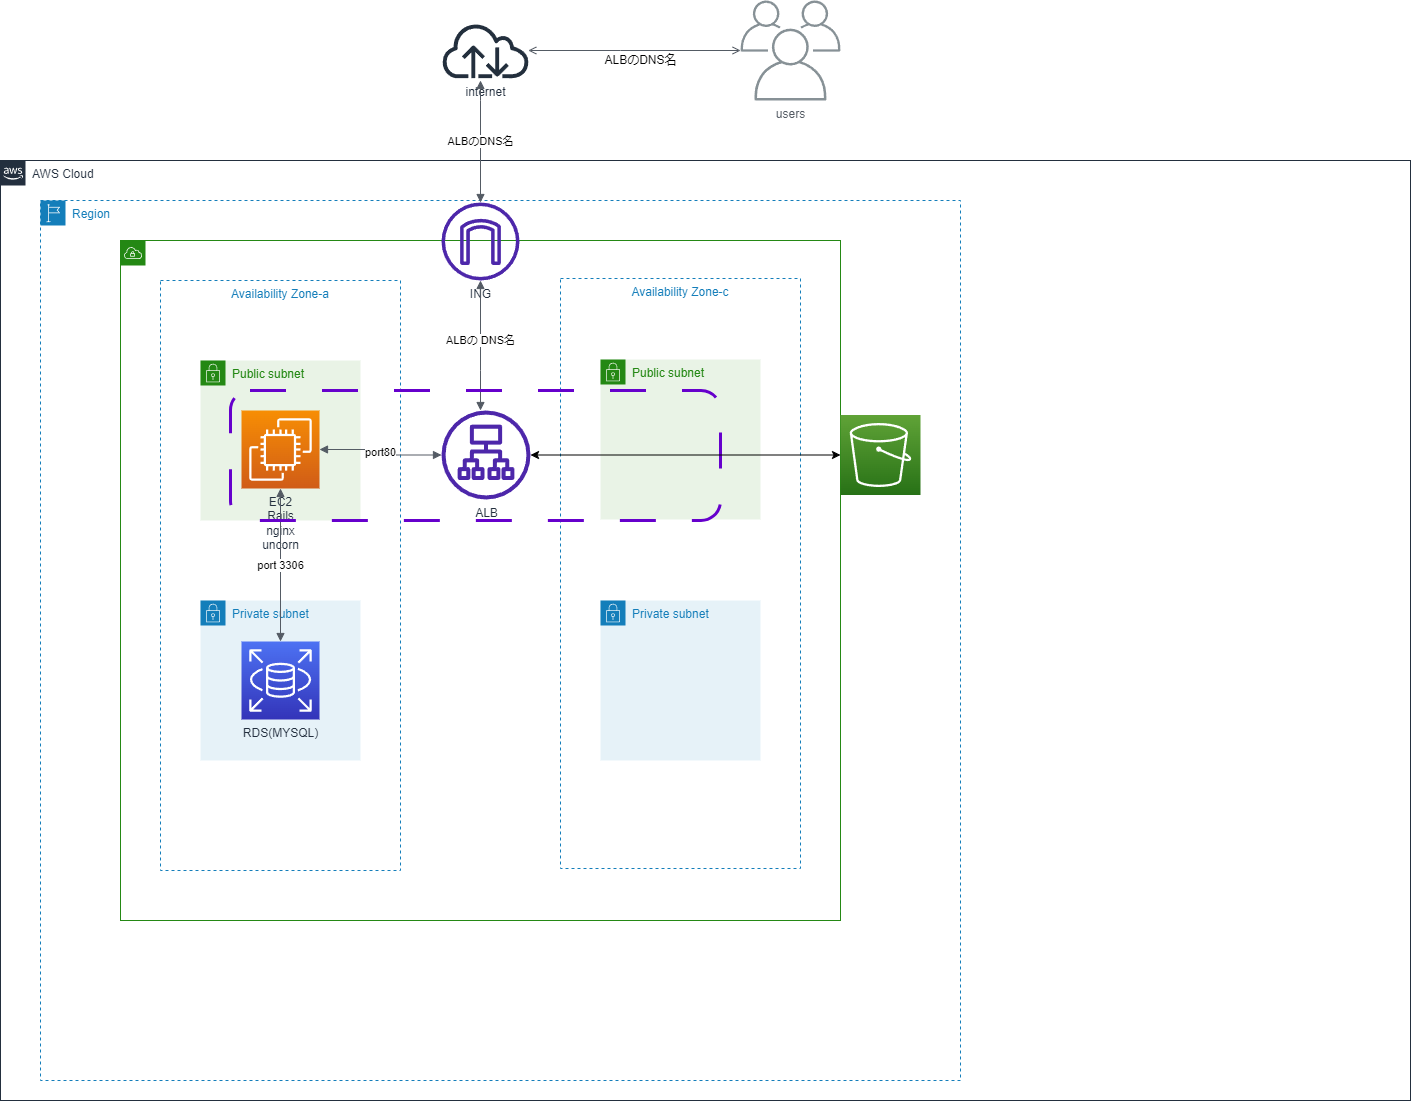 ALBのDNS名
internet
users
ALBのDNS名
aws
AWS Cloud
Region
Availability Zone-a
ING
Availability Zone-c
ALBの DNS名
Public subnet
Public subnet
port80
EC2
Rails
nginx
uncorn
ALB
port 3306
Private subnet
Private subnet
RDS(MYSQL)